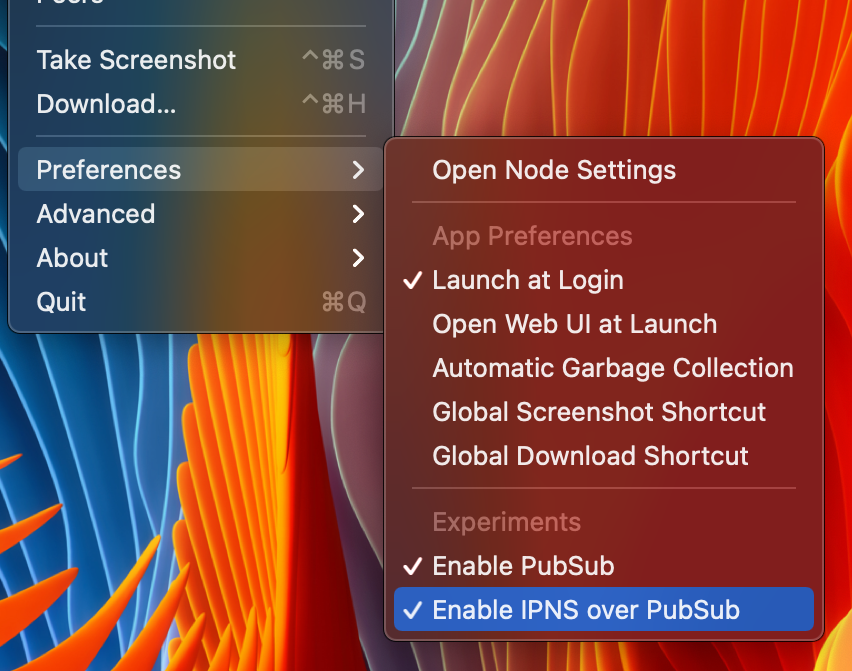 Take Screenshot ^⌘S
Download... ^⌘H
Preferences
Advanced
About
Quit ⌘Q
Open Node Settings
App Preferences
Launch at Login
Open Web UI at Launch
Automatic Garbage Collection
Global Screenshot Shortcut
Global Download Shortcut
Experiments
Enable PubSub
Enable IPNS over PubSub